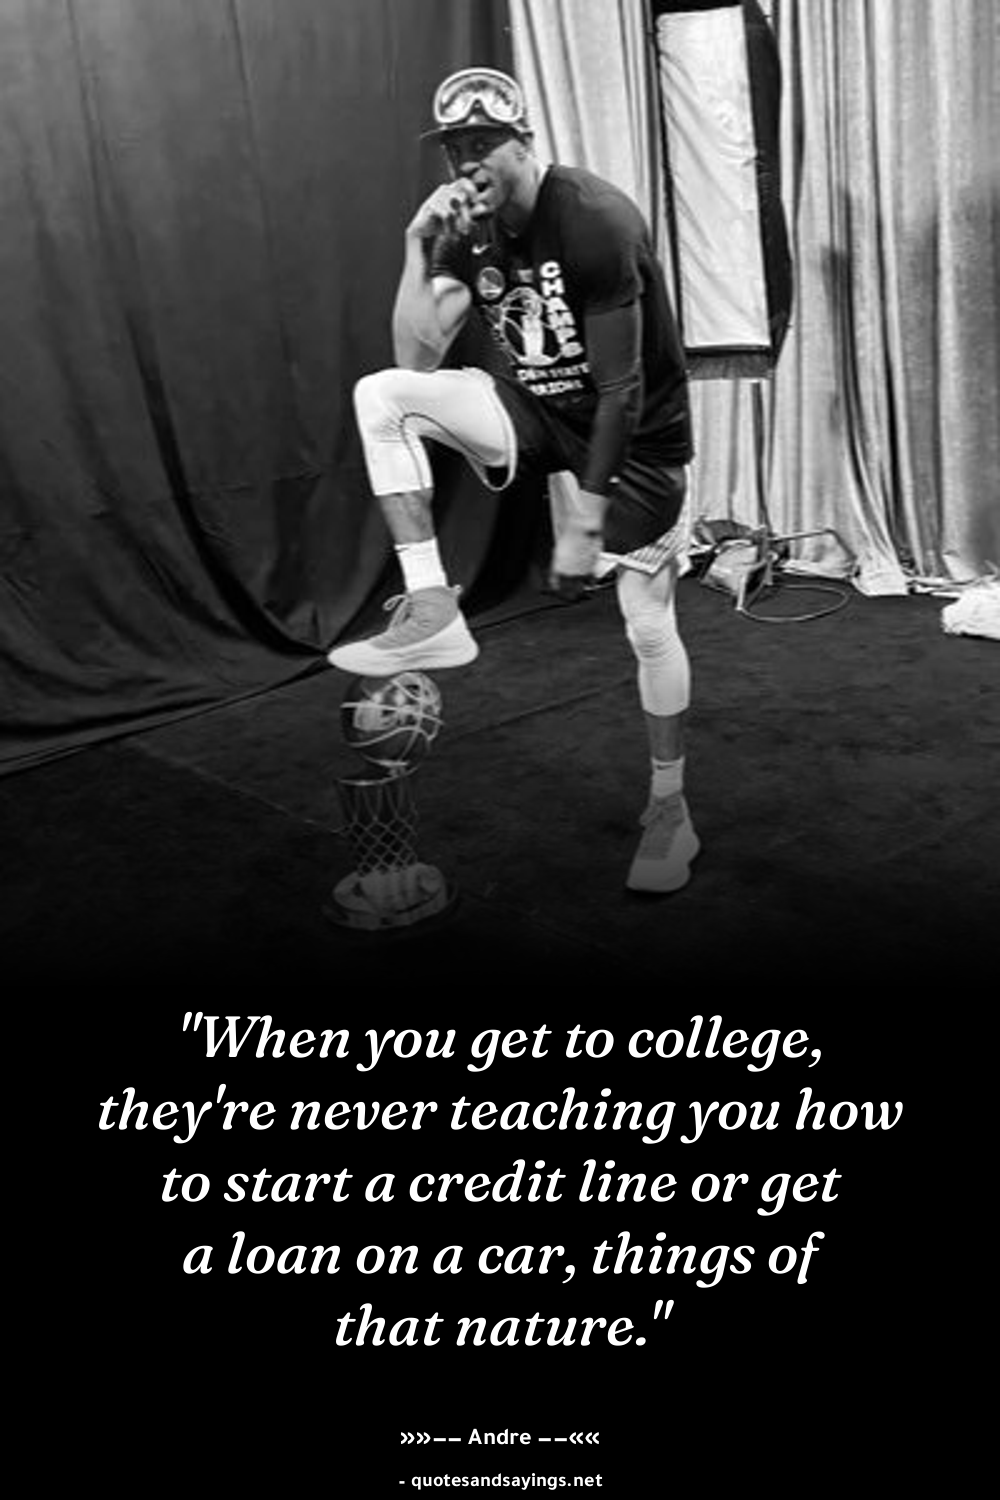 CHAMPS
"When you get to college,
they're never teaching you how
to start a credit line or get
a loan on a car, things of
that nature."
»»–– Andre ––««
- quotesandsayings.net